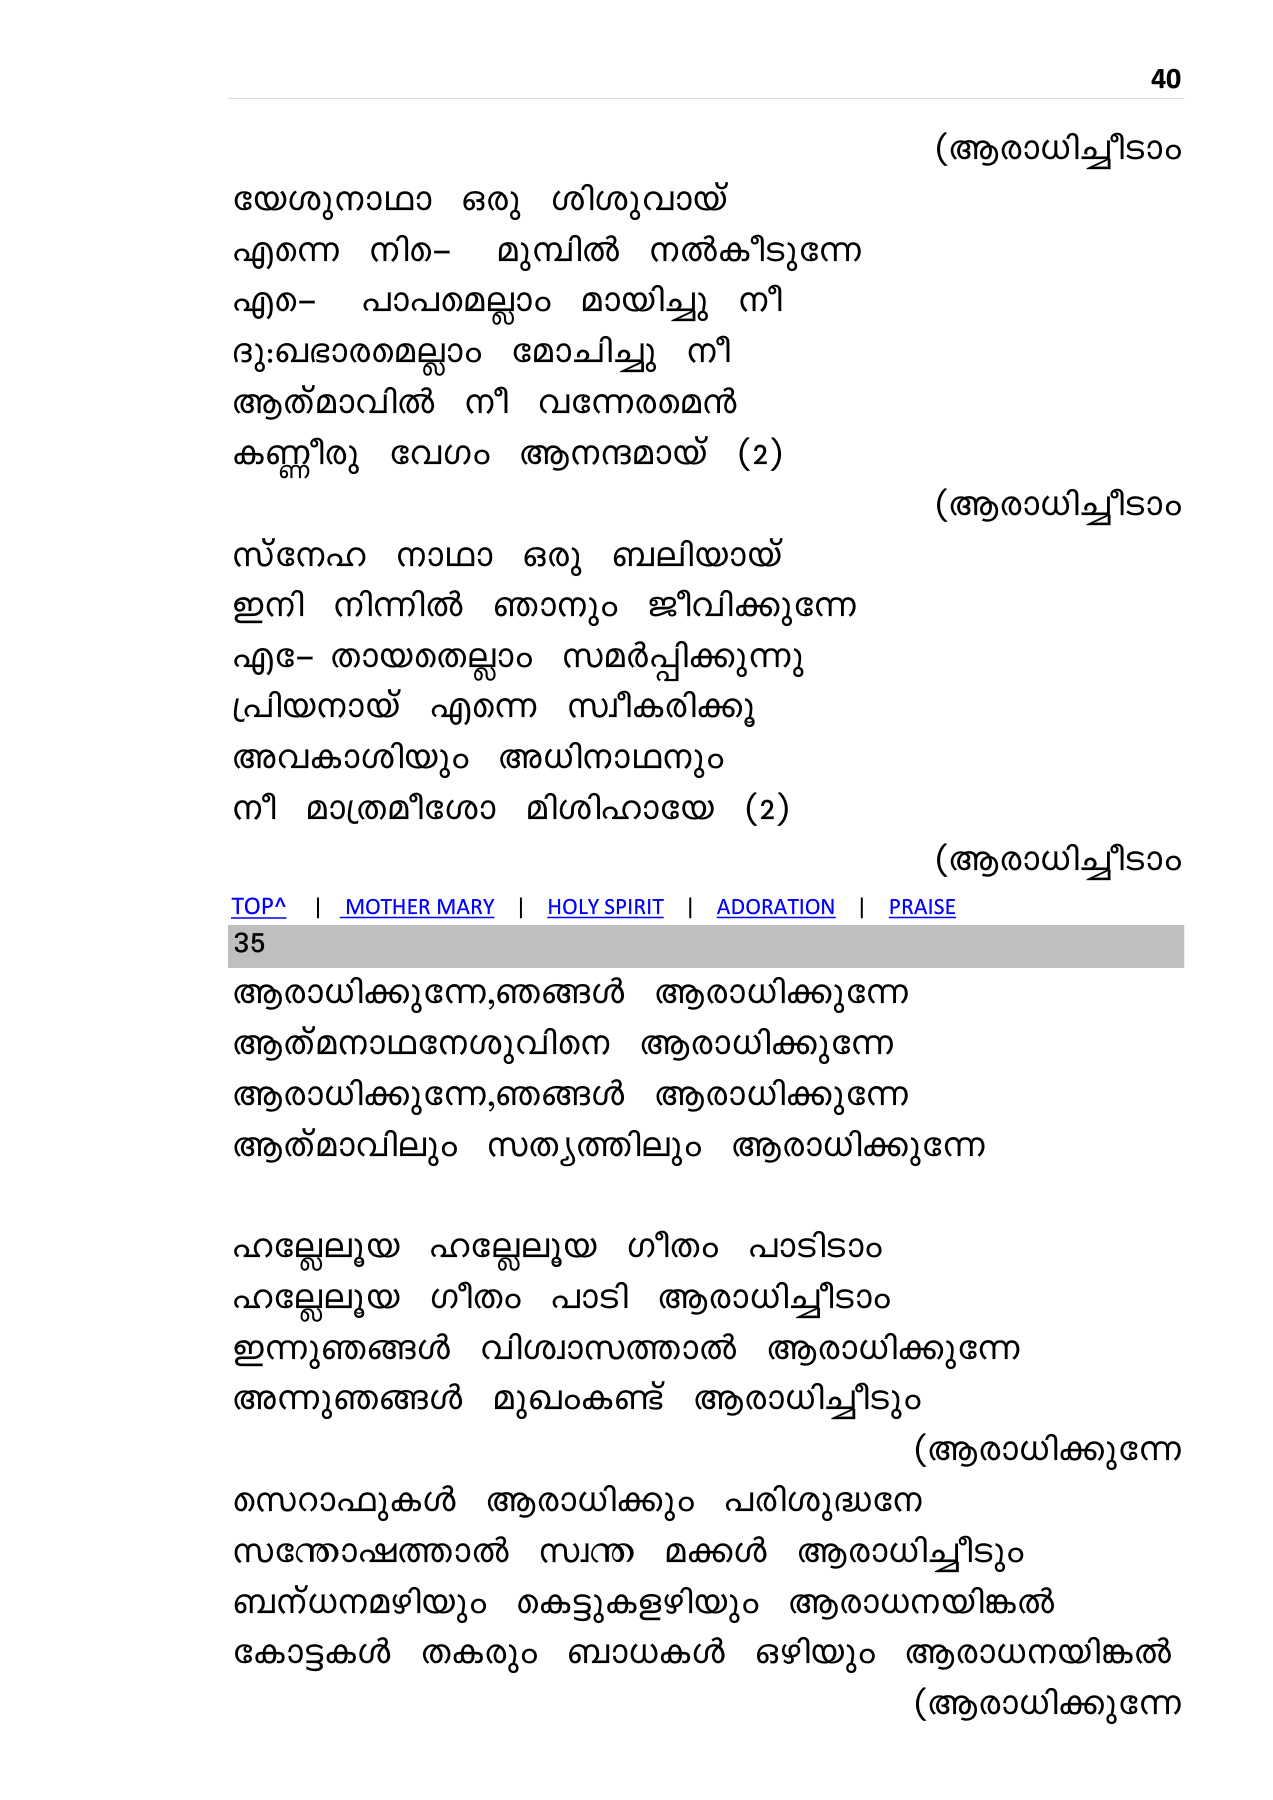 40
(ആരാധിച്ചീടാം
യേശുനാഥാ ഒരു ശിശുവായ്
എന്നെ നിെ– മുമ്പിൽ നൽകീടുന്നേ
എെ– പാപമെല്ലാം മായിച്ചു നീ
ദു:ഖഭാരമെല്ലാം മോചിച്ചു നീ
ആത്‌മാവിൽ നീ വന്നേരമെൻ
കണ്ണീരു വേഗം ആനന്ദമായ് (2)
(ആരാധിച്ചീടാം
സ്നേഹ നാഥാ ഒരു ബലിയായ്
ഇനി നിന്നിൽ ഞാനും ജീവിക്കുന്നേ
എേ– തായതെല്ലാം സമർപ്പിക്കുന്നു
പ്രിയനായ് എന്നെ സ്വീകരിക്കൂ
അവകാശിയും അധിനാഥനും
നീ മാത്രമീശോ മിശിഹായേ (2)
(ആരാധിച്ചീടാം
TOP^ | MOTHER MARY | HOLY SPIRIT | ADORATION | PRAISE
35
ആരാധിക്കുന്നേ,ഞങ്ങൾ ആരാധിക്കുന്നേ
ആത്‌മനാഥനേശുവിനെ ആരാധിക്കുന്നേ
ആരാധിക്കുന്നേ,ഞങ്ങൾ ആരാധിക്കുന്നേ
ആത്‌മാവിലും സത്യത്തിലും ആരാധിക്കുന്നേ
ഹല്ലേലൂയ ഹല്ലേലൂയ ഗീതം പാടിടാം
ഹല്ലേലൂയ ഗീതം പാടി ആരാധിച്ചീടാം
ഇന്നുഞങ്ങൾ വിശ്വാസത്താൽ ആരാധിക്കുന്നേ
അന്നുഞങ്ങൾ മുഖംകണ്ട് ആരാധിച്ചീടും
(ആരാധിക്കുന്നേ
സെറാഫുകൾ ആരാധിക്കും പരിശുദ്ധനേ
സന്തോഷത്താൽ സ്വന്ത മക്കൾ ആരാധിച്ചീടും
ബന്‌ധനമഴിയും കെട്ടുകളഴിയും ആരാധനയിങ്കൽ
കോട്ടകൾ തകരും ബാധകൾ ഒഴിയും ആരാധനയിങ്കൽ
(ആരാധിക്കുന്നേ